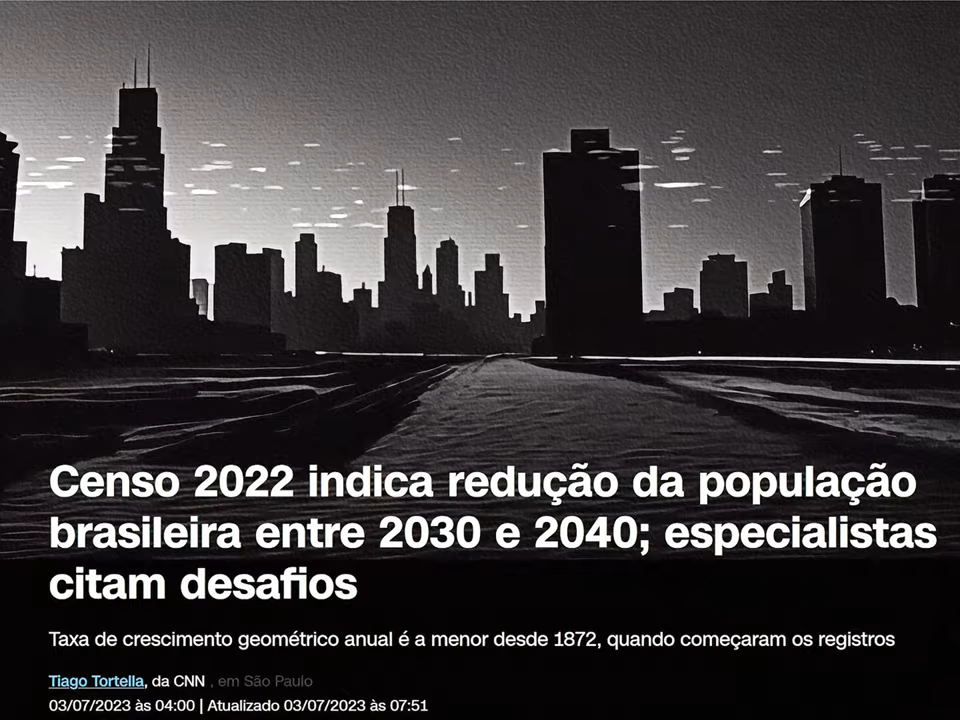 Censo 2022 indica redução da população
brasileira entre 2030 e 2040; especialistas
citam desafios
Taxa de crescimento geométrico anual é a menor desde 1872, quando começaram os registros
Tiago Tortella, da CNN , em São Paulo
03/07/2023 às 04:00 | Atualizado 03/07/2023 às 07:51